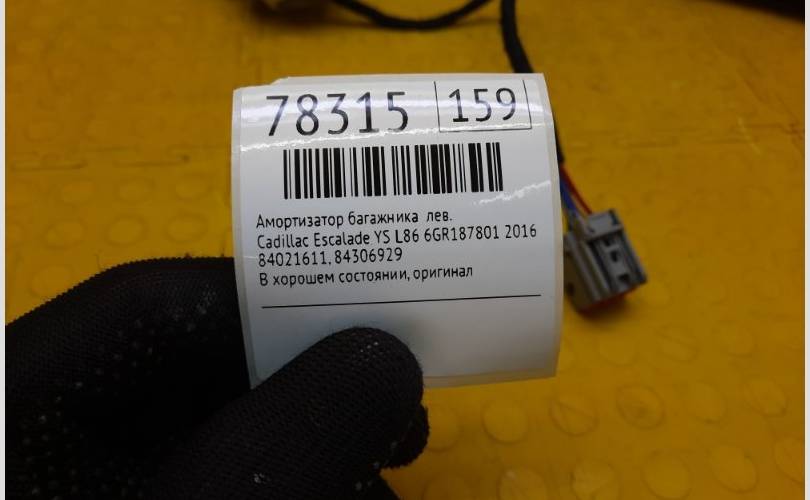 78315 159
Амортизатор багажника лев.
Cadillac Escalade YS L86 6GR187801 2016
84021611, 84306929
В хорошем состоянии, оригинал